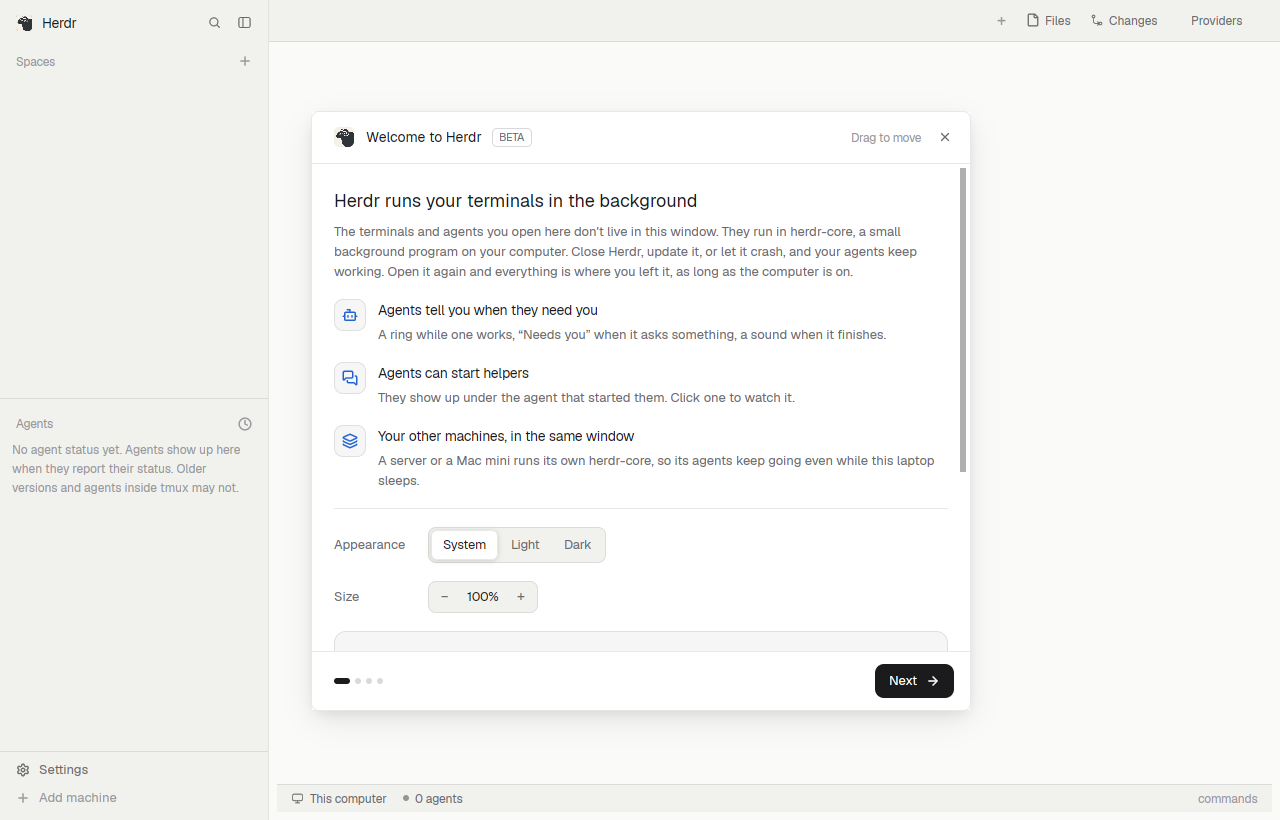 Herdr
Spaces
Files
Changes
Providers
Welcome to Herdr
BETA
Drag to move
Herdr runs your terminals in the background
The terminals and agents you open here don't live in this window. They run in herdr-core, a small
background program on your computer. Close Herdr, update it, or let it crash, and your agents keep
working. Open it again and everything is where you left it, as long as the computer is on.
Agents tell you when they need you
A ring while one works, “Needs you” when it asks something, a sound when it finishes.
Agents can start helpers
They show up under the agent that started them. Click one to watch it.
Your other machines, in the same window
A server or a Mac mini runs its own herdr-core, so its agents keep going even while this laptop
sleeps.
Appearance
System
Light
Dark
Size
− 100% +
Next
Agents
No agent status yet. Agents show up here
when they report their status. Older
versions and agents inside tmux may not.
Settings
Add machine
This computer
0 agents
commands